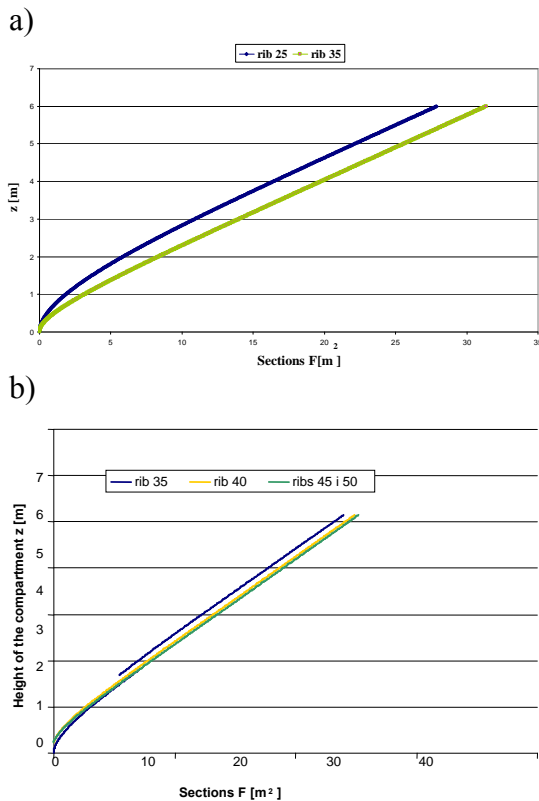 a)
rib 25 rib 35
7
6
5
4
3
2
1
0
z [m]
0 5 10 15 20 25 30 35
Sections F[m 2 ]
b)
rib 35 rib 40 ribs 45 i 50
7
6
5
4
3
2
1
0
Height of the compartment z [m]
0 10 20 30 40
Sections F [m²]